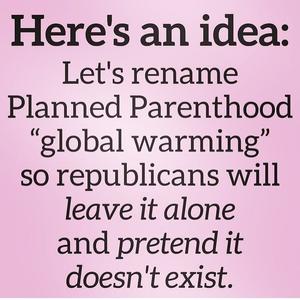 Here's an idea:
Let's rename
Planned Parenthood
“global warming”
so republicans will
leave it alone
and pretend it
doesn't exist.